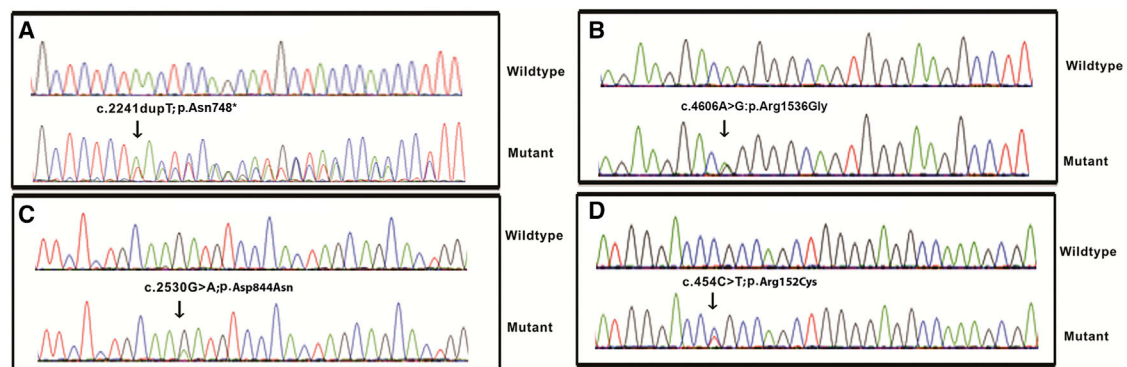 A
Wildtype
c.2241dupT; p.Asn748*
Mutant
B
Wildtype
c.4606A>G:p.Arg1536Gly
Mutant
C
Wildtype
c.2530G>A;p.Asp844Asn
Mutant
D
Wildtype
c.454C>T;p.Arg152Cys
Mutant